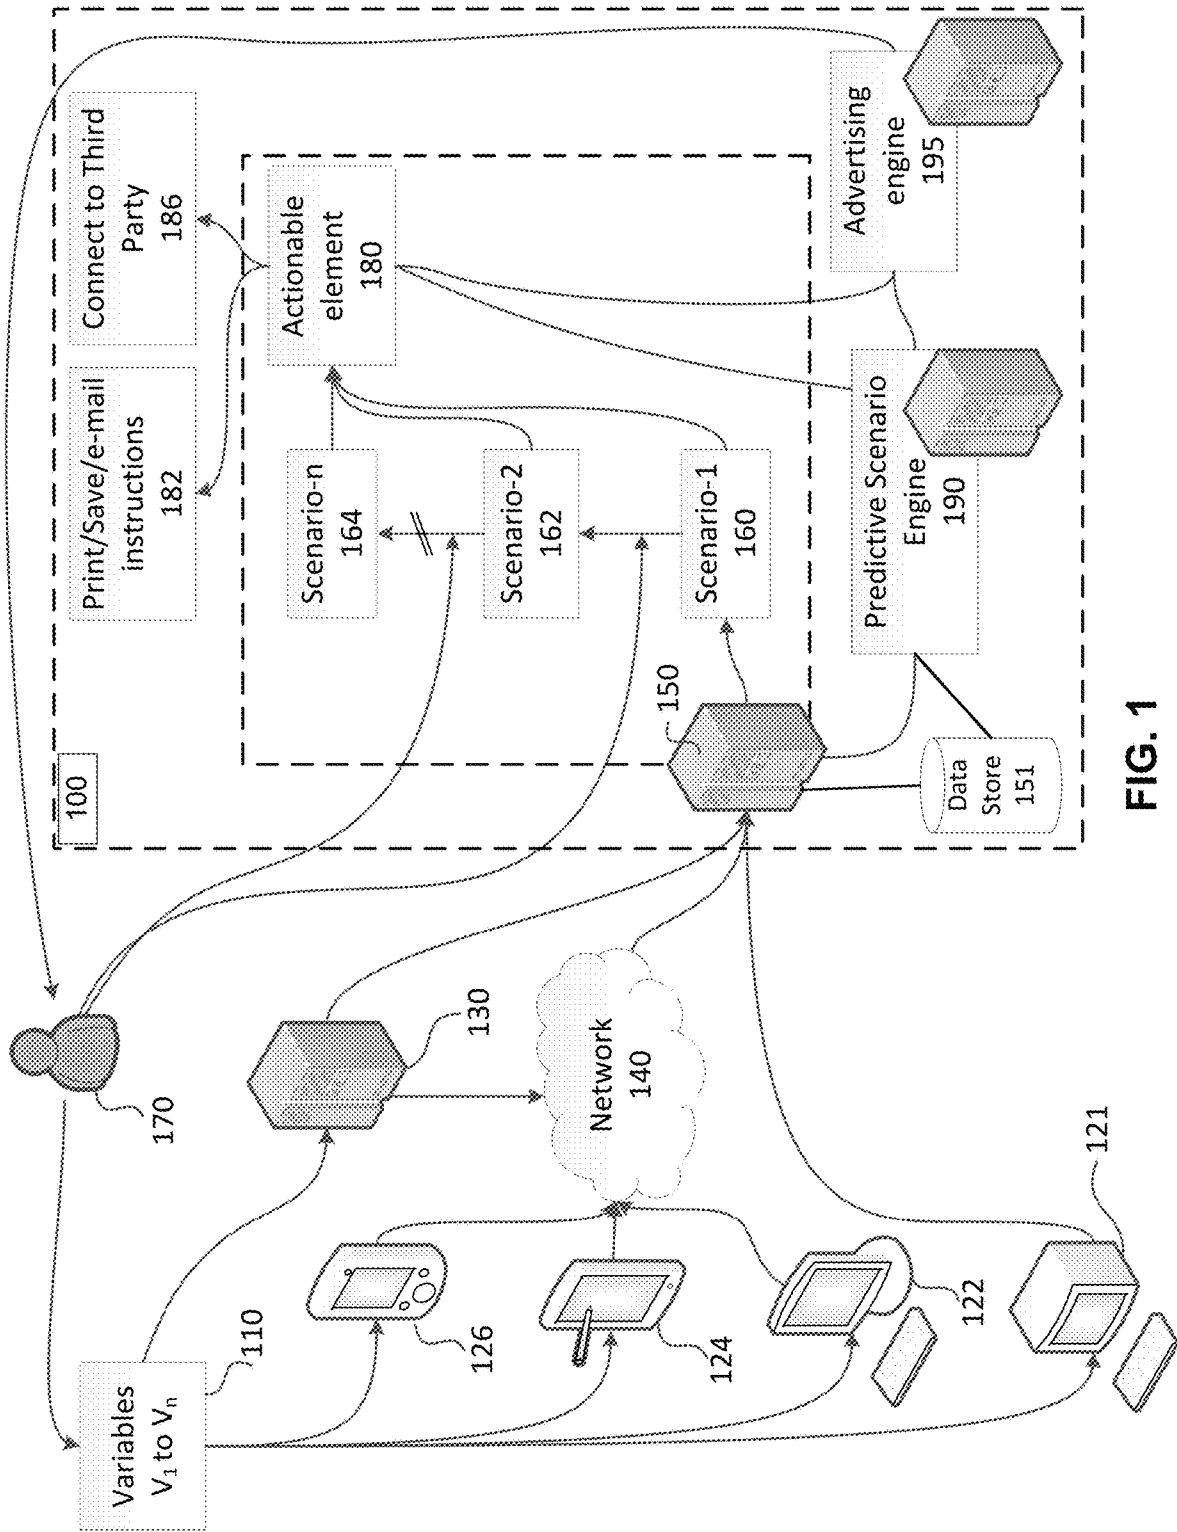 100
Print/Save/e-mail
instructions
182
Connect to Third
Party
186
170
Variables
V₁ to Vₙ
110
130
126
Network
140
124
122
121
150
Scenario-n
164
Scenario-2
162
Scenario-1
160
Actionable
element
180
Data
Store
151
Predictive Scenario
Engine
190
Advertising
engine
195
FIG. 1